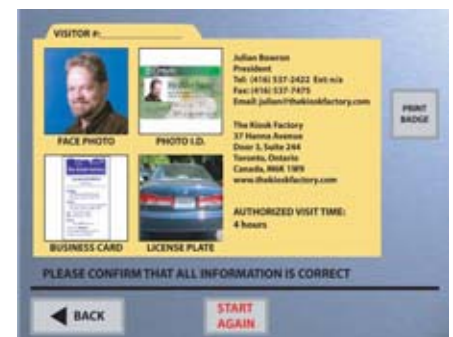 VISITOR #:
Julian Bowron
President
Tel: (416) 537-2422 Ext n/a
Fax: (416) 537-7475
Email: julian@thekioskfactory.com
The Kiosk Factory
37 Hanna Avenue
Door 3, Suite 244
Toronto, Ontario
Canada, M6K 1W9
www.thekioskfactory.com
AUTHORIZED VISIT TIME:
4 hours
FACE PHOTO
PHOTO I.D.
BUSINESS CARD
LICENSE PLATE
PRINT
BADGE
PLEASE CONFIRM THAT ALL INFORMATION IS CORRECT
BACK
START
AGAIN